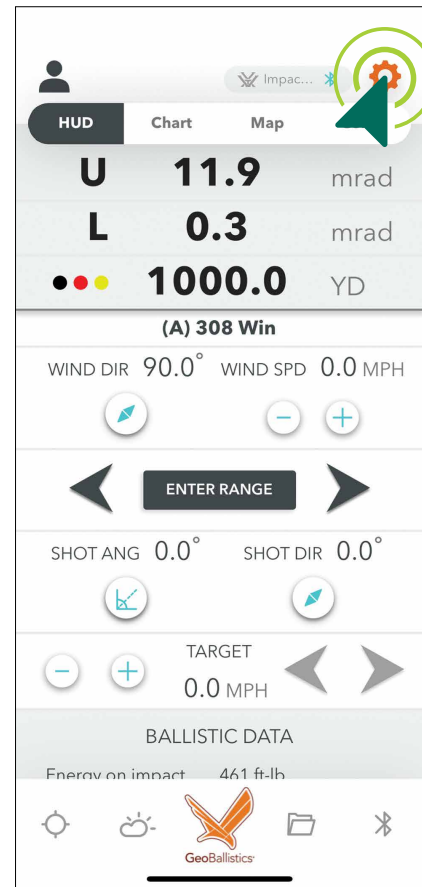 Impac...
HUD Chart Map
U 11.9 mrad
L 0.3 mrad
1000.0 YD
(A) 308 Win
WIND DIR 90.0° WIND SPD 0.0 MPH
ENTER RANGE
SHOT ANG 0.0° SHOT DIR 0.0°
TARGET
0.0 MPH
BALLISTIC DATA
Energy on impact 461 ft-lb
GeoBallistics